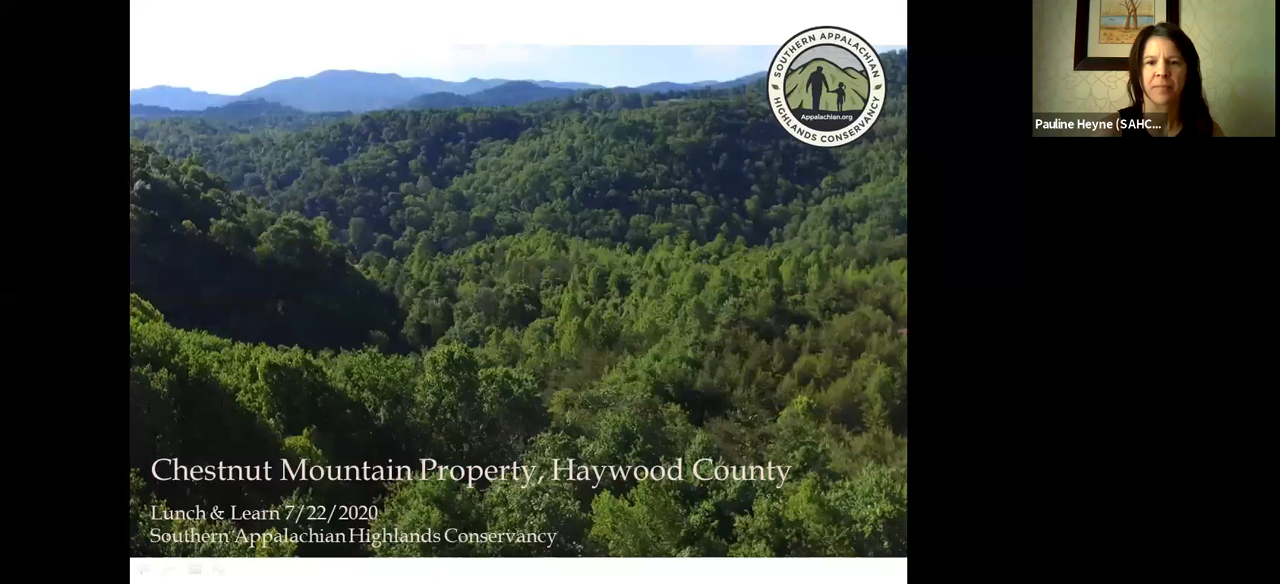 SOUTHERN APPALACHIAN
Appalachian.org
HIGHLANDS CONSERVANCY
Pauline Heyne (SAHC...
Chestnut Mountain Property, Haywood County
Lunch & Learn 7/22/2020
Southern Appalachian Highlands Conservancy